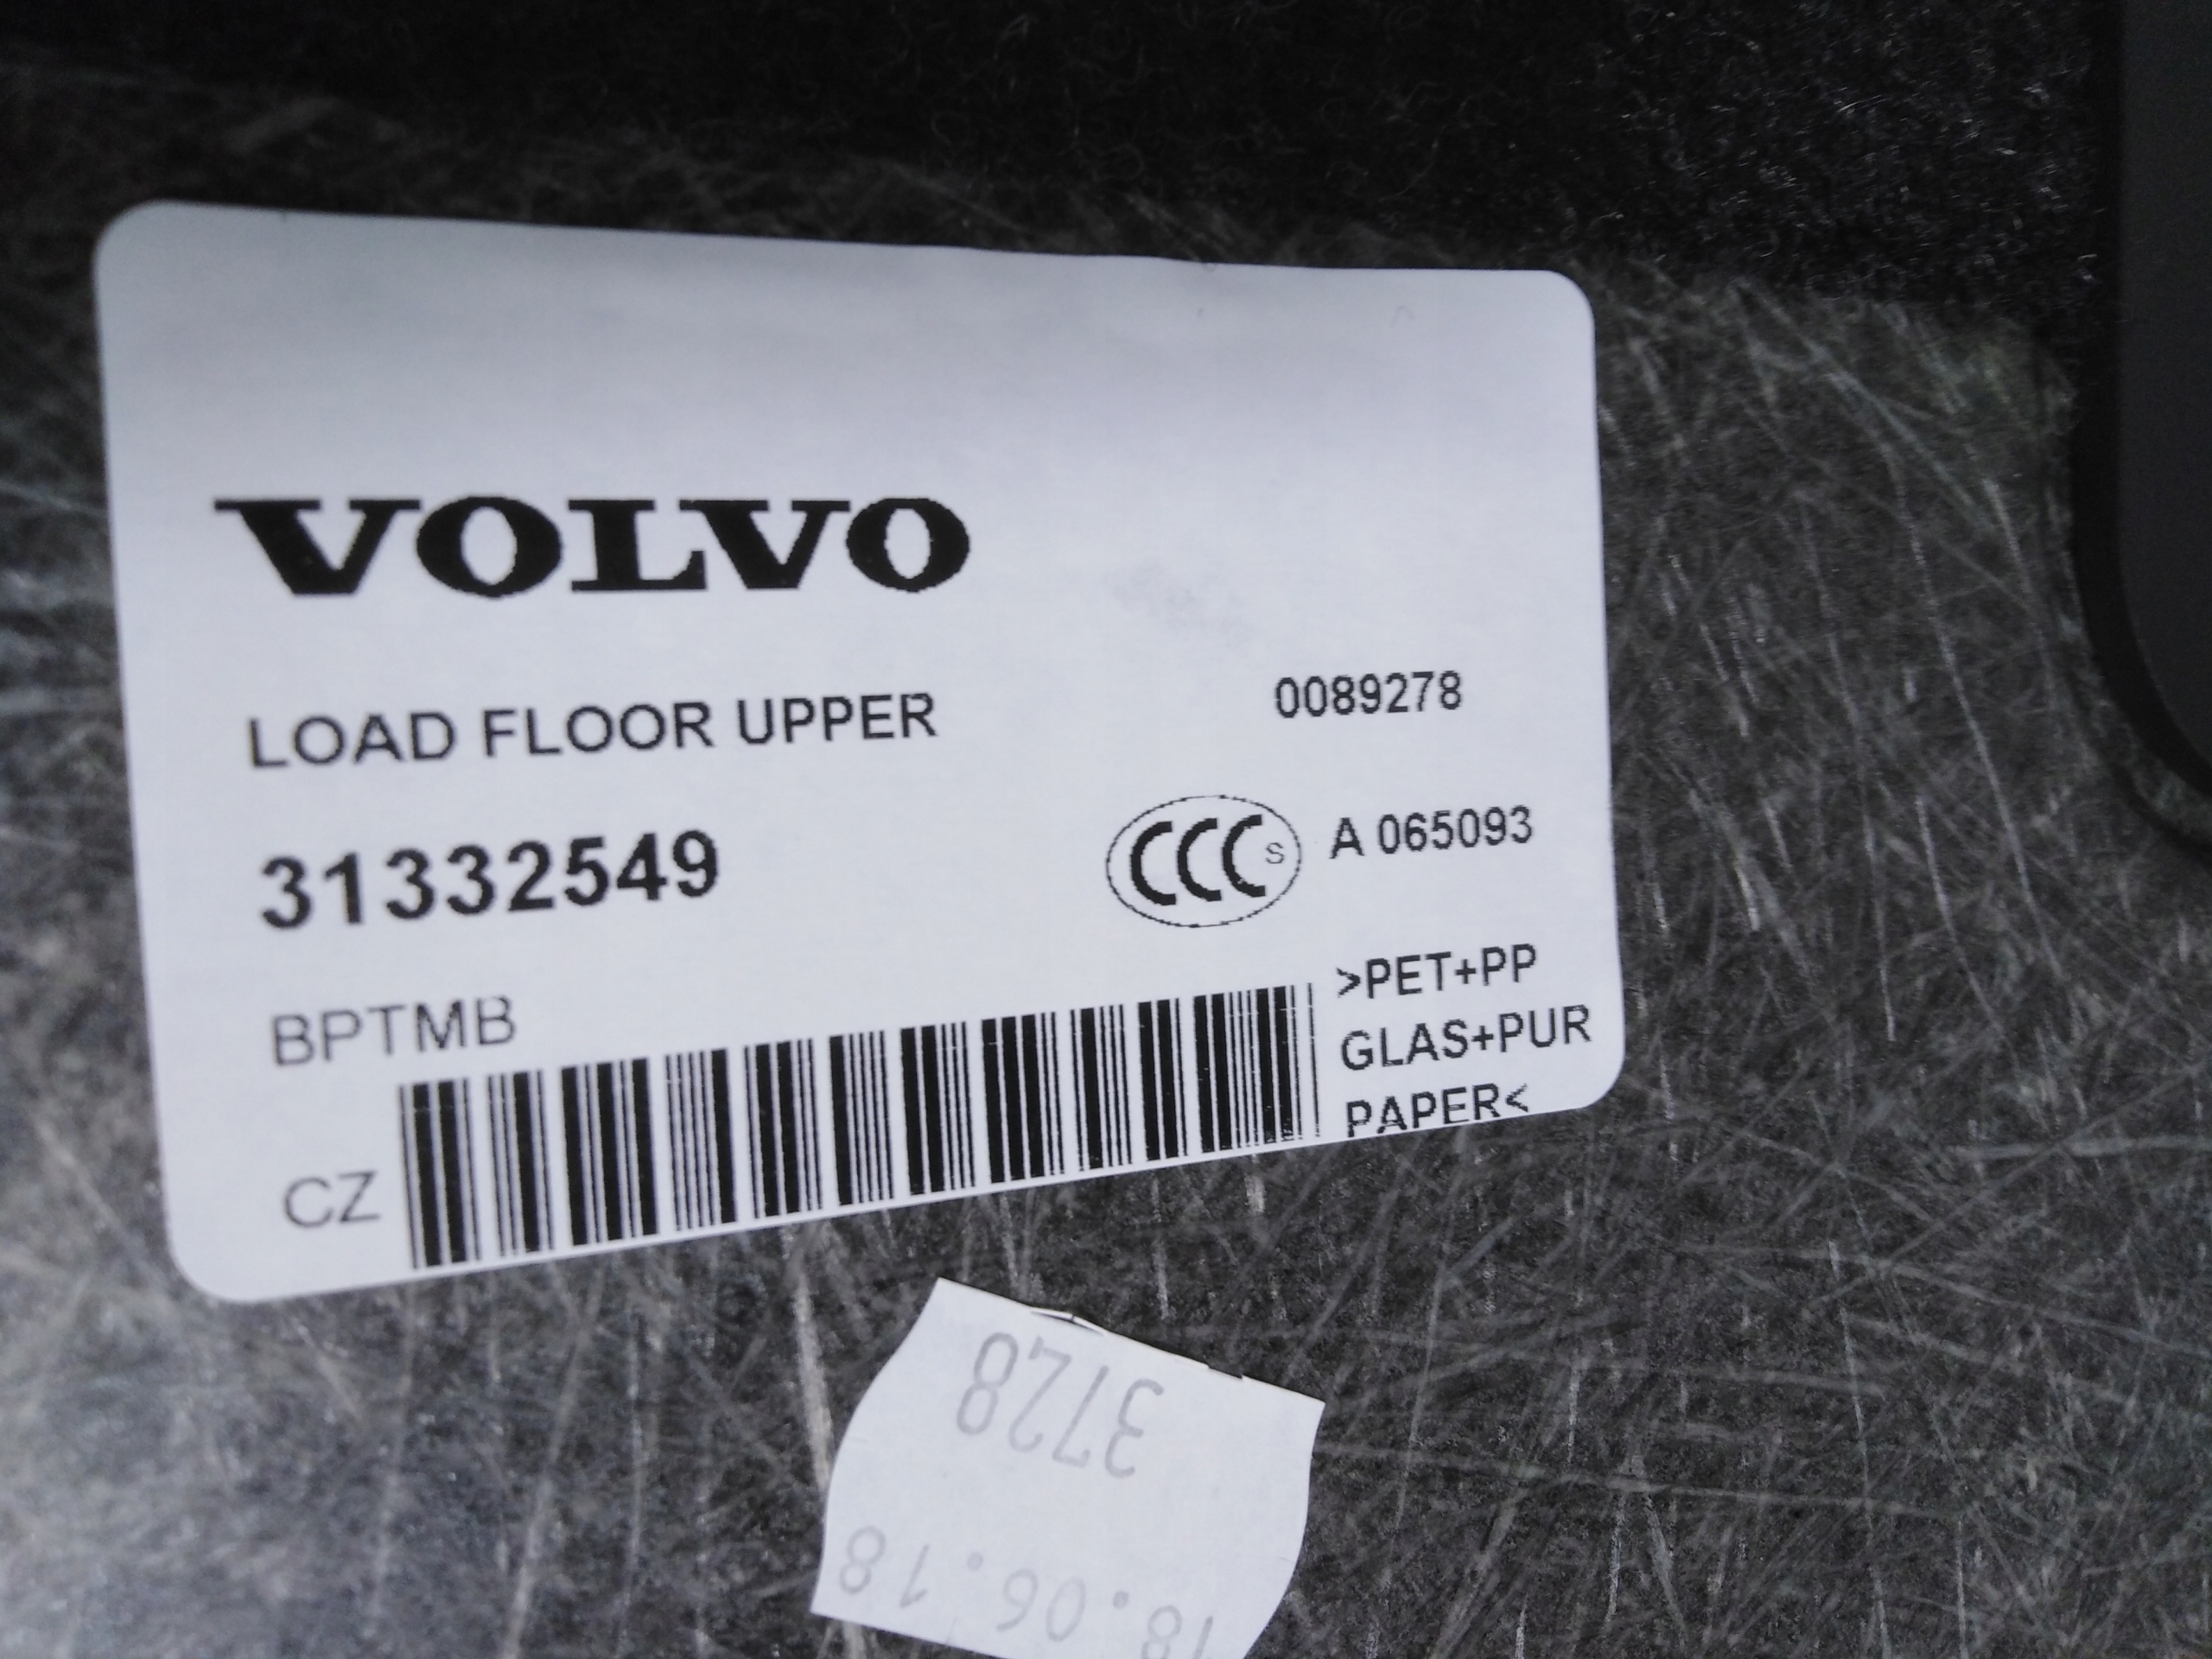 VOLVO
LOAD FLOOR UPPER
0089278
31332549
CCC S
A 065093
BPTMB
>PET+PP
GLAS+PUR
PAPER<
CZ
3728
18.06.18